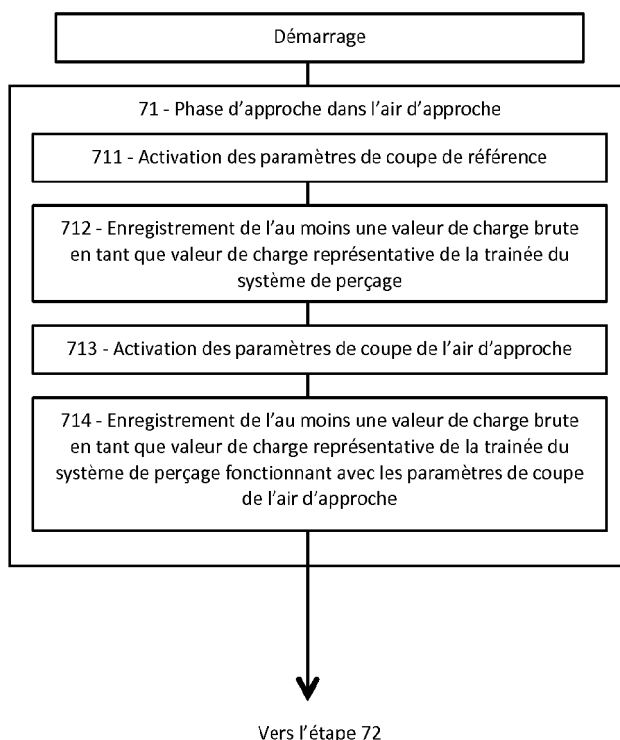 Démarrage
71 - Phase d'approche dans l'air d'approche
711 - Activation des paramètres de coupe de référence
712 - Enregistrement de l'au moins une valeur de charge brute
en tant que valeur de charge représentative de la trainée du
système de perçage
713 - Activation des paramètres de coupe de l'air d'approche
714 - Enregistrement de l'au moins une valeur de charge brute
en tant que valeur de charge représentative de la trainée du
système de perçage fonctionnant avec les paramètres de coupe
de l'air d'approche
Vers l'étape 72